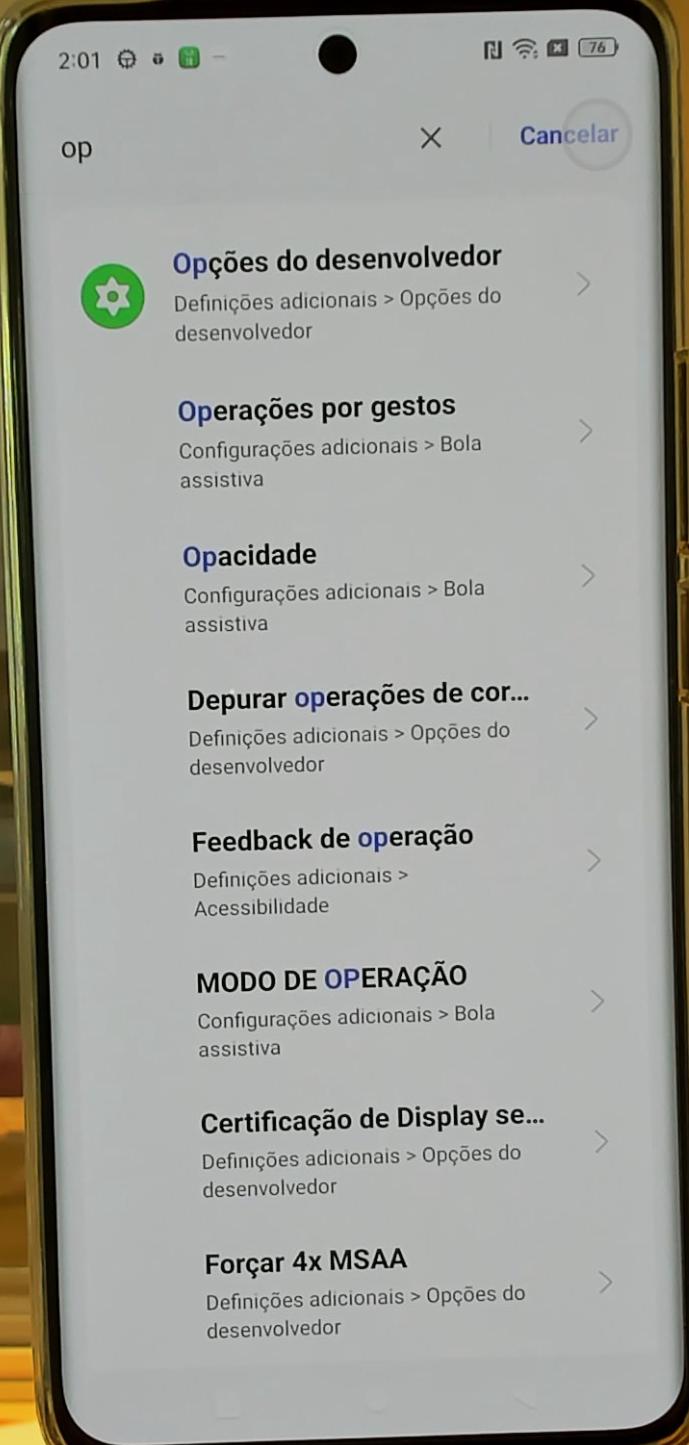 2:01
76
op
Cancelar
Opções do desenvolvedor
Definições adicionais > Opções do
desenvolvedor
Operações por gestos
Configurações adicionais > Bola
assistiva
Opacidade
Configurações adicionais > Bola
assistiva
Depurar operações de cor...
Definições adicionais > Opções do
desenvolvedor
Feedback de operação
Definições adicionais >
Acessibilidade
MODO DE OPERAÇÃO
Configurações adicionais > Bola
assistiva
Certificação de Display se...
Definições adicionais > Opções do
desenvolvedor
Forçar 4x MSAA
Definições adicionais > Opções do
desenvolvedor